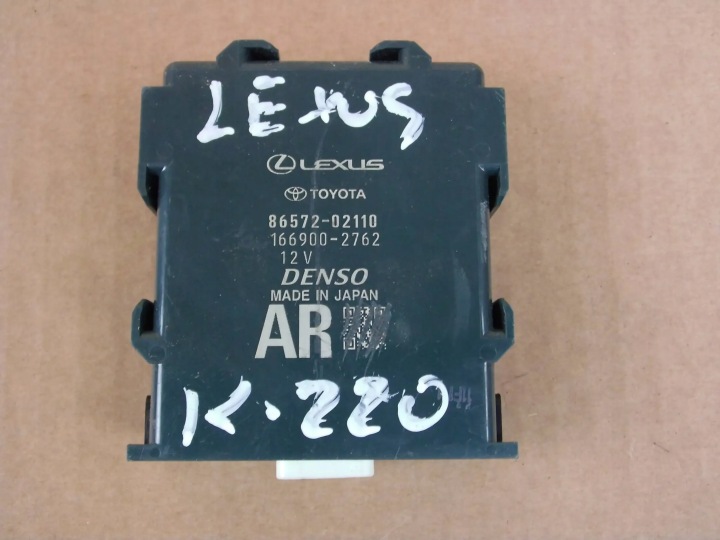 LEXUS
LEXUS
TOYOTA
86572-02110
166900-2762
12V
DENSO
MADE IN JAPAN
AR
K-220